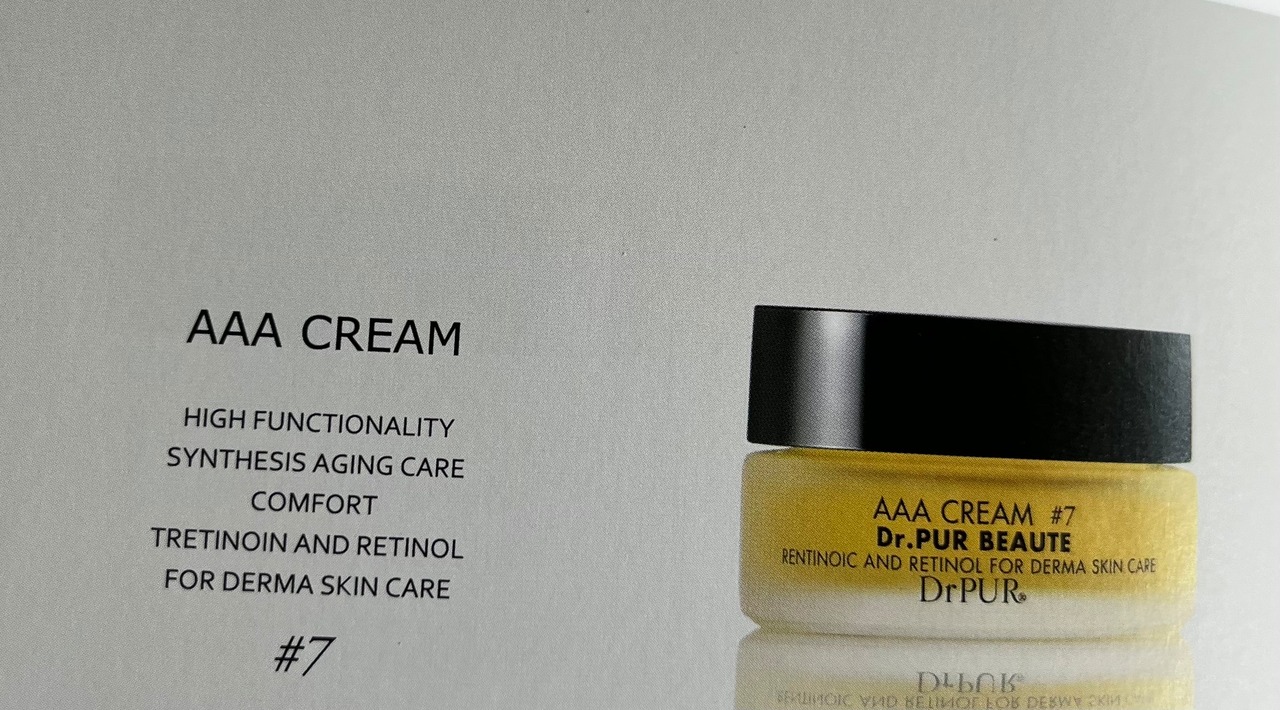 AAA CREAM
HIGH FUNCTIONALITY
SYNTHESIS AGING CARE
COMFORT
TRETINOIN AND RETINOL
FOR DERMA SKIN CARE
#7
AAA CREAM #7
Dr.PUR BEAUTE
RENTINOIC AND RETINOL FOR DERMA SKIN CARE
DrPUR®